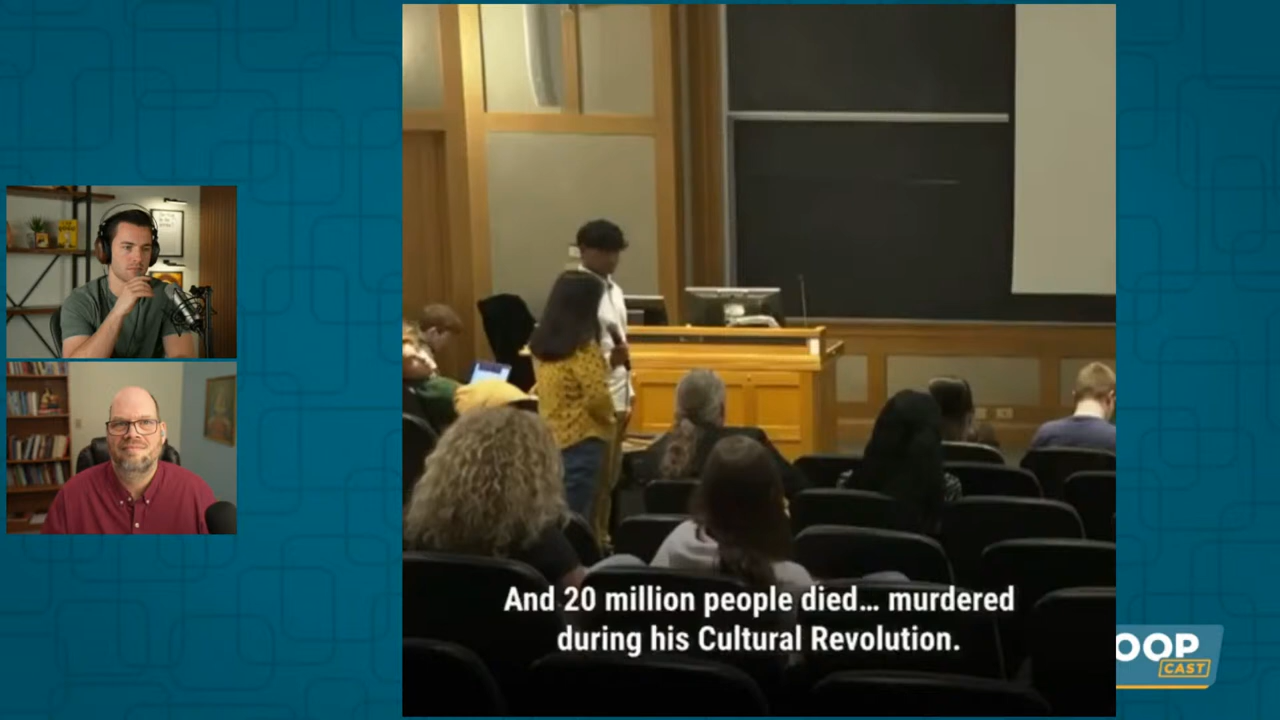 And 20 million people died... murdered
during his Cultural Revolution.
OOP
CAST